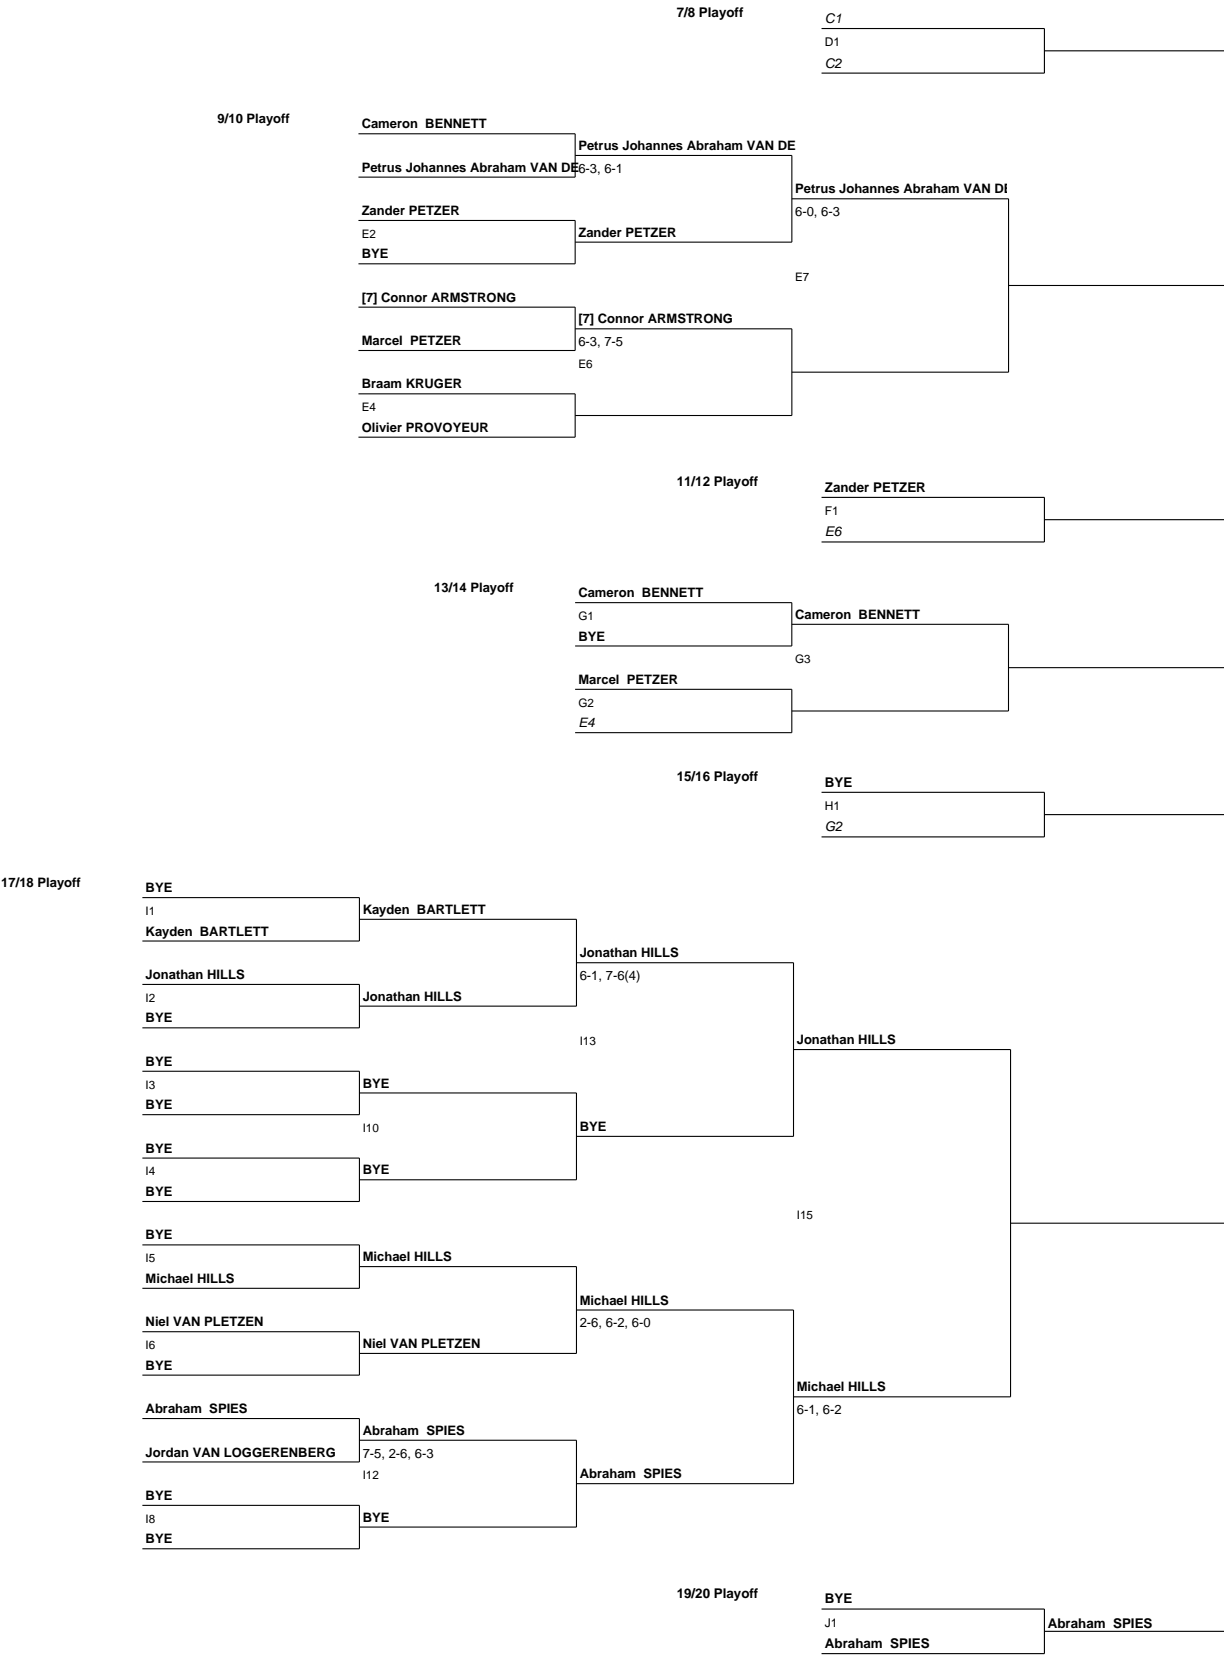 7/8 Playoff
C1
D1
C2
9/10 Playoff
Cameron BENNETT
Petrus Johannes Abraham VAN DE
Petrus Johannes Abraham VAN DE
6-3, 6-1
Petrus Johannes Abraham VAN DE
6-0, 6-3
Zander PETZER
E2
Zander PETZER
BYE
E7
[7] Connor ARMSTRONG
[7] Connor ARMSTRONG
Marcel PETZER
6-3, 7-5
E6
Braam KRUGER
E4
Olivier PROVOYEUR
11/12 Playoff
Zander PETZER
F1
E6
13/14 Playoff
Cameron BENNETT
G1
Cameron BENNETT
BYE
G3
Marcel PETZER
G2
E4
15/16 Playoff
BYE
H1
G2
17/18 Playoff
BYE
I1
Kayden BARTLETT
Kayden BARTLETT
Jonathan HILLS
6-1, 7-6(4)
Jonathan HILLS
I2
Jonathan HILLS
BYE
I13
Jonathan HILLS
BYE
I3
BYE
BYE
I10
BYE
BYE
I4
BYE
BYE
I15
BYE
I5
Michael HILLS
Michael HILLS
Michael HILLS
2-6, 6-2, 6-0
Niel VAN PLETZEN
I6
Niel VAN PLETZEN
BYE
Michael HILLS
6-1, 6-2
Abraham SPIES
Abraham SPIES
Jordan VAN LOGGERENBERG
7-5, 2-6, 6-3
I12
Abraham SPIES
BYE
I8
BYE
BYE
19/20 Playoff
BYE
J1
Abraham SPIES
Abraham SPIES